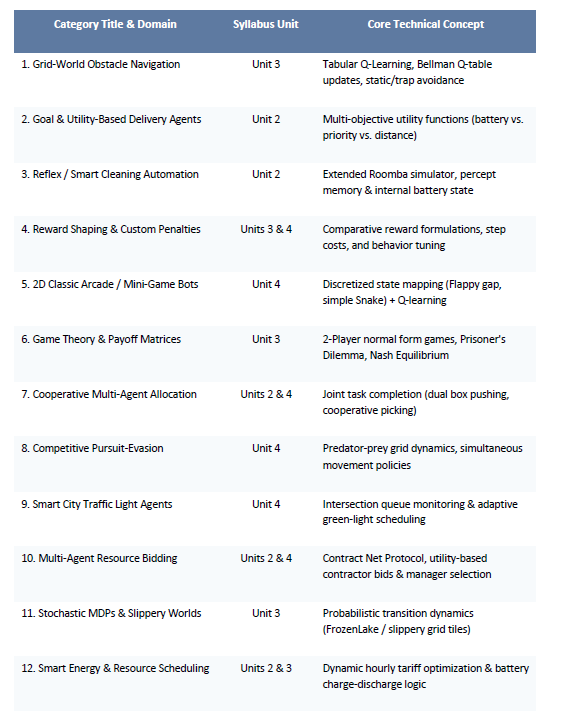 Category Title & Domain Syllabus Unit Core Technical Concept
1. Grid-World Obstacle Navigation Unit 3 Tabular Q-Learning, Bellman Q-table
updates, static/trap avoidance
2. Goal & Utility-Based Delivery Agents Unit 2 Multi-objective utility functions (battery vs.
priority vs. distance)
3. Reflex / Smart Cleaning Automation Unit 2 Extended Roomba simulator, percept
memory & internal battery state
4. Reward Shaping & Custom Penalties Units 3 & 4 Comparative reward formulations, step
costs, and behavior tuning
5. 2D Classic Arcade / Mini-Game Bots Unit 4 Discretized state mapping (Flappy gap,
simple Snake) + Q-learning
6. Game Theory & Payoff Matrices Unit 3 2-Player normal form games, Prisoner's
Dilemma, Nash Equilibrium
7. Cooperative Multi-Agent Allocation Units 2 & 4 Joint task completion (dual box pushing,
cooperative picking)
8. Competitive Pursuit-Evasion Unit 4 Predator-prey grid dynamics, simultaneous
movement policies
9. Smart City Traffic Light Agents Unit 4 Intersection queue monitoring & adaptive
green-light scheduling
10. Multi-Agent Resource Bidding Units 2 & 4 Contract Net Protocol, utility-based
contractor bids & manager selection
11. Stochastic MDPs & Slippery Worlds Unit 3 Probabilistic transition dynamics
(FrozenLake / slippery grid tiles)
12. Smart Energy & Resource Scheduling Units 2 & 3 Dynamic hourly tariff optimization & battery
charge-discharge logic